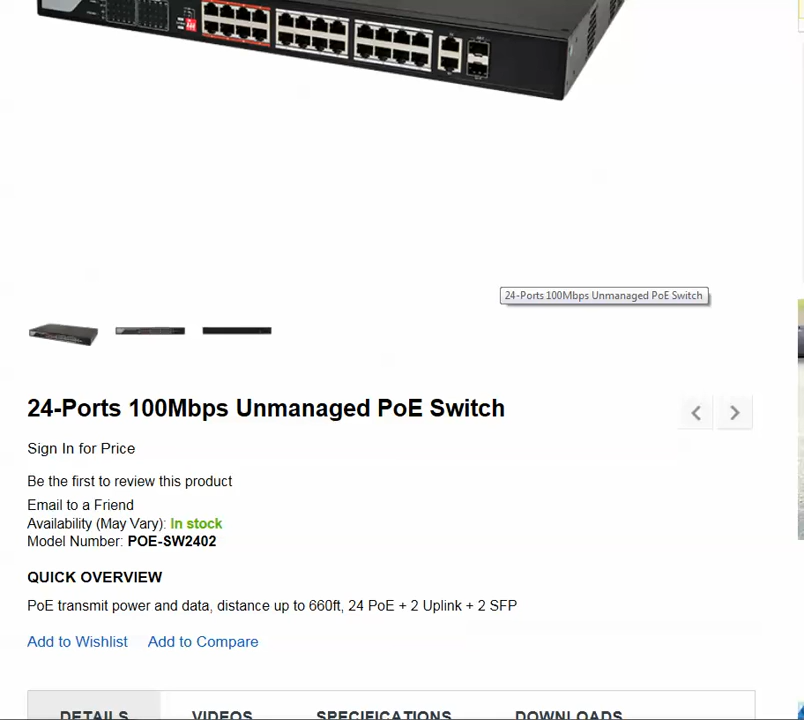 24-Ports 100Mbps Unmanaged PoE Switch
24-Ports 100Mbps Unmanaged PoE Switch
Sign In for Price
Be the first to review this product
Email to a Friend
Availability (May Vary): In stock
Model Number: POE-SW2402
QUICK OVERVIEW
PoE transmit power and data, distance up to 660ft, 24 PoE + 2 Uplink + 2 SFP
Add to Wishlist Add to Compare
DETAILS VIDEOS SPECIFICATIONS DOWNLOADS